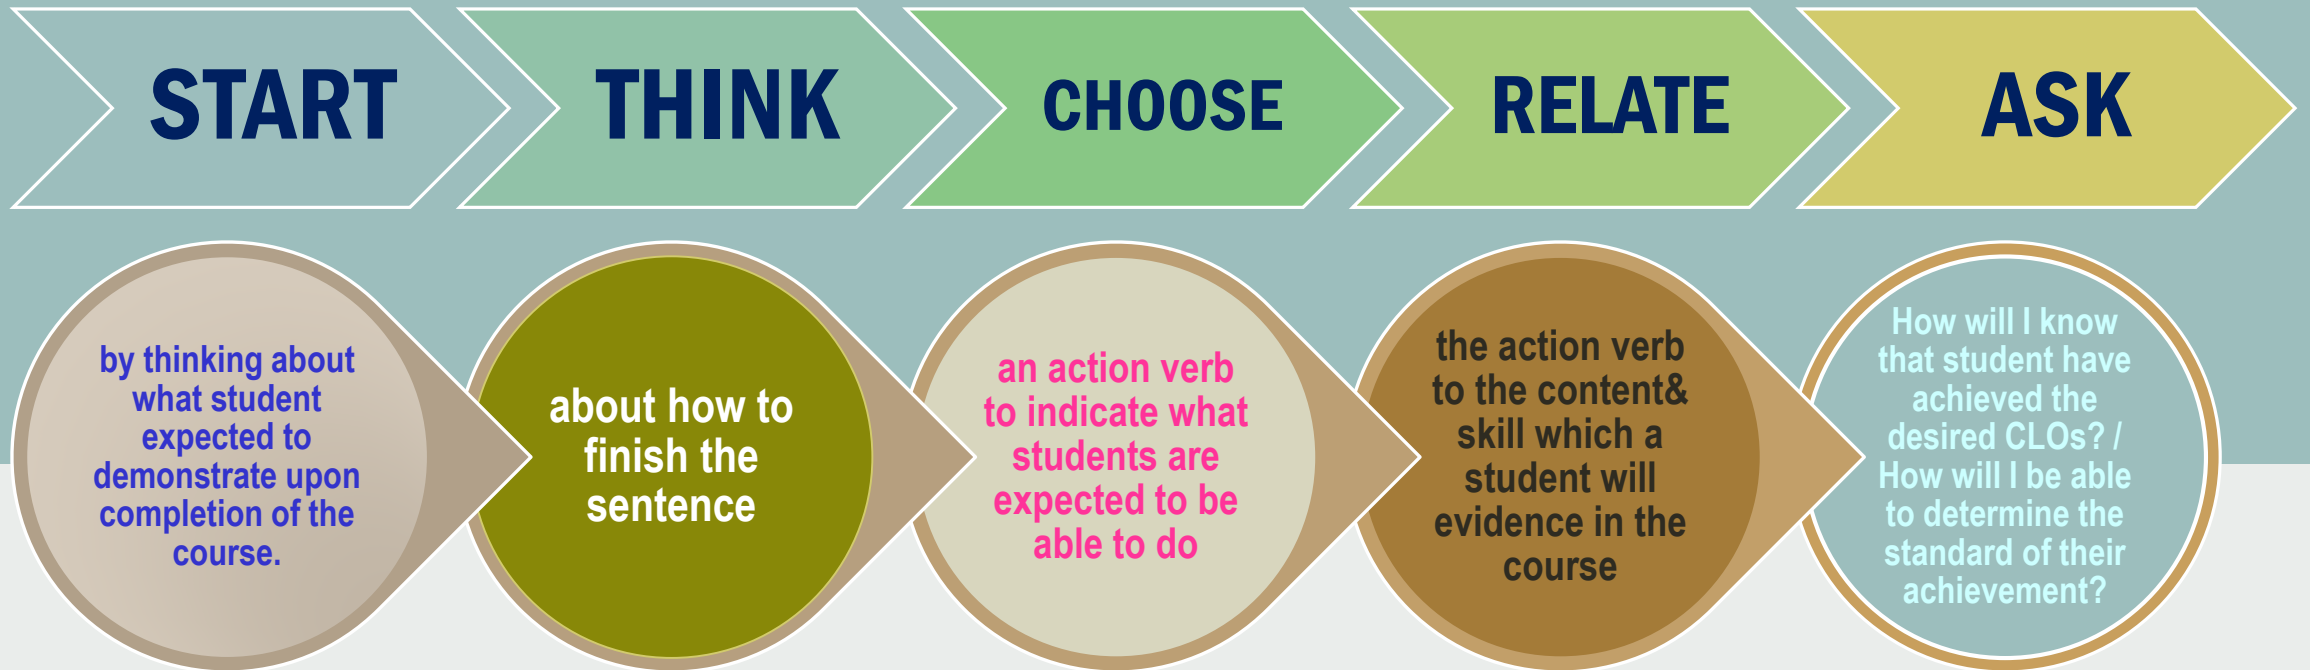 START
THINK
CHOOSE
RELATE
ASK
by thinking about
what student
expected to
demonstrate upon
completion of the
course.
about how to
finish the
sentence
an action verb
to indicate what
students are
expected to be
able to do
the action verb
to the content&
skill which a
student will
evidence in the
course
How will I know
that student have
achieved the
desired CLOs? /
How will I be able
to determine the
standard of their
achievement?